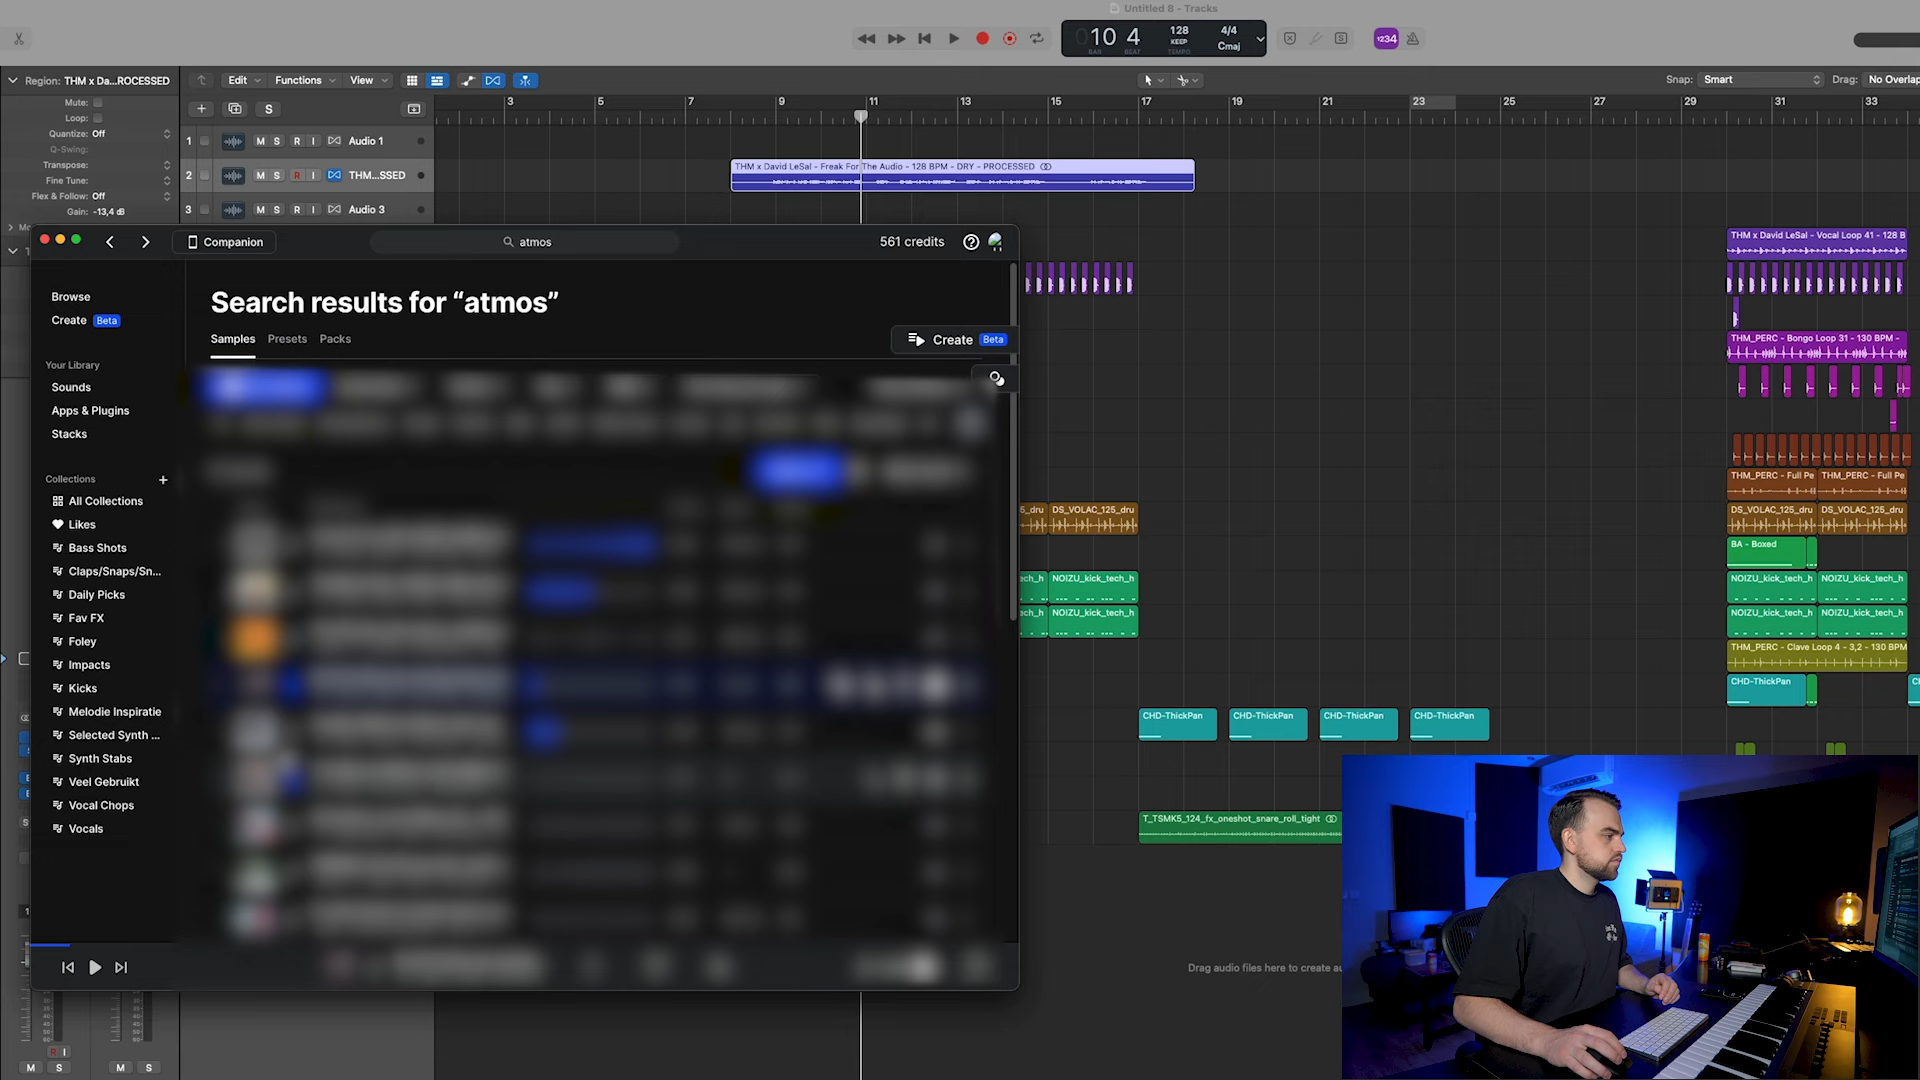 Untitled 8 - Tracks
10 4
BAR BEAT
128
KEEP
TEMPO
4/4
Cmaj
1234
Region: THM x Da...ROCESSED
Edit
Functions
View
Snap: Smart
Drag: No Overlap
Mute:
Loop:
Quantize: Off
Q-Swing:
Transpose:
Fine Tune:
Flex & Follow: Off
Gain: -13,4 dB
S
3 5 7 9 11 13 15 17 19 21 23 25 27 29 31 33
1 M S R I Audio 1
2 M S R I THM...SSED
3 M S R I Audio 3
THM x David LeSal - Freak For The Audio - 128 BPM - DRY - PROCESSED
Companion
atmos
561 credits
Browse
Create Beta
Your Library
Sounds
Apps & Plugins
Stacks
Collections
All Collections
Likes
Bass Shots
Claps/Snaps/Sn...
Daily Picks
Fav FX
Foley
Impacts
Kicks
Melodie Inspiratie
Selected Synth ...
Synth Stabs
Veel Gebruikt
Vocal Chops
Vocals
Search results for “atmos”
Samples Presets Packs
Create Beta
THM x David LeSal - Vocal Loop 41 - 128 B
THM_PERC - Bongo Loop 31 - 130 BPM -
THM_PERC - Full Pe THM_PERC - Full Pe
DS_VOLAC_125_dru
DS_VOLAC_125_dru DS_VOLAC_125_dru
BA - Boxed
NOIZU_kick_tech_h
NOIZU_kick_tech_h NOIZU_kick_tech_h
NOIZU_kick_tech_h
NOIZU_kick_tech_h NOIZU_kick_tech_h
THM_PERC - Clave Loop 4 - 3,2 - 130 BPM
CHD-ThickPan
CHD-ThickPan CHD-ThickPan CHD-ThickPan CHD-ThickPan
T_TSMK5_124_fx_oneshot_snare_roll_tight
Drag audio files here to create au
R I
M S M S